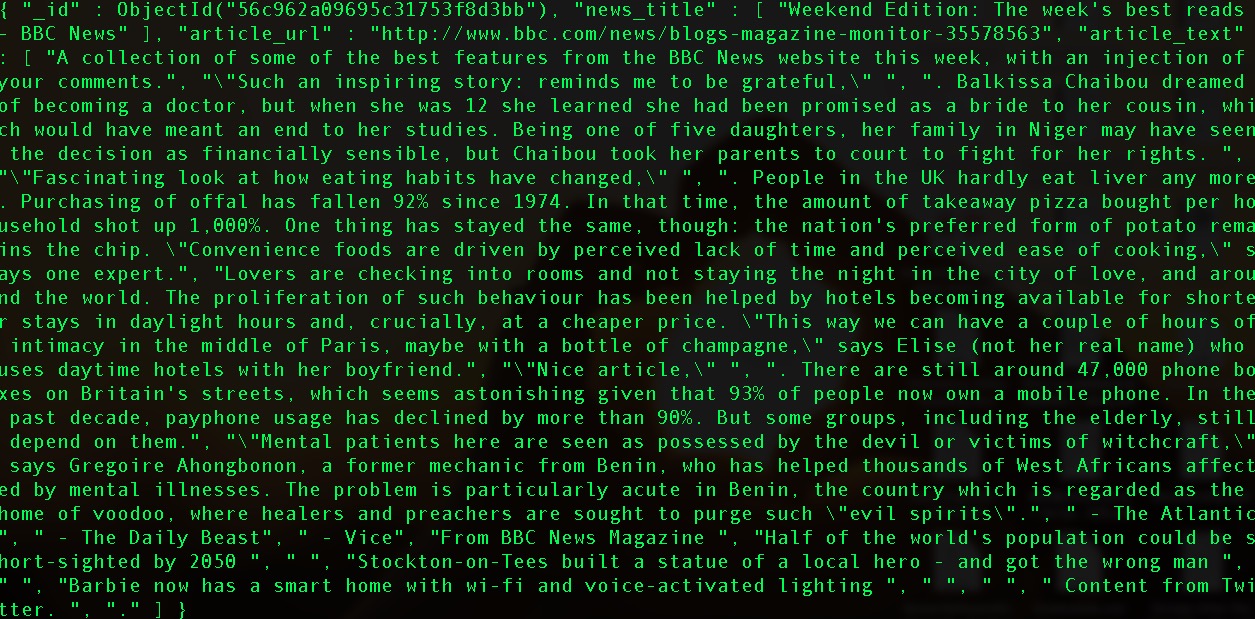 { "_id" : ObjectId("56c962a09695c31753f8d3bb"), "news_title" : [ "Weekend Edition: The week's best reads
- BBC News" ], "article_url" : "http://www.bbc.com/news/blogs-magazine-monitor-35578563", "article_text"
: [ "A collection of some of the best features from the BBC News website this week, with an injection of
your comments.", "\"Such an inspiring story: reminds me to be grateful,\" ", ". Balkissa Chaibou dreamed
of becoming a doctor, but when she was 12 she learned she had been promised as a bride to her cousin, whi
ch would have meant an end to her studies. Being one of five daughters, her family in Niger may have seen
the decision as financially sensible, but Chaibou took her parents to court to fight for her rights. ",
"\"Fascinating look at how eating habits have changed,\" ", ". People in the UK hardly eat liver any more
. Purchasing of offal has fallen 92% since 1974. In that time, the amount of takeaway pizza bought per ho
usehold shot up 1,000%. One thing has stayed the same, though: the nation's preferred form of potato rema
ins the chip. \"Convenience foods are driven by perceived lack of time and perceived ease of cooking,\" s
ays one expert.", "Lovers are checking into rooms and not staying the night in the city of love, and arou
nd the world. The proliferation of such behaviour has been helped by hotels becoming available for shorte
r stays in daylight hours and, crucially, at a cheaper price. \"This way we can have a couple of hours of
intimacy in the middle of Paris, maybe with a bottle of champagne,\" says Elise (not her real name) who
uses daytime hotels with her boyfriend.", "\"Nice article,\" ", ". There are still around 47,000 phone bo
xes on Britain's streets, which seems astonishing given that 93% of people now own a mobile phone. In the
past decade, payphone usage has declined by more than 90%. But some groups, including the elderly, still
depend on them.", "\"Mental patients here are seen as possessed by the devil or victims of witchcraft,\"
says Gregoire Ahongbonon, a former mechanic from Benin, who has helped thousands of West Africans affect
ed by mental illnesses. The problem is particularly acute in Benin, the country which is regarded as the
home of voodoo, where healers and preachers are sought to purge such \"evil spirits\".", " - The Atlantic
", " - The Daily Beast", " - Vice", "From BBC News Magazine ", "Half of the world's population could be s
hort-sighted by 2050 ", " ", "Stockton-on-Tees built a statue of a local hero - and got the wrong man ",
" ", "Barbie now has a smart home with wi-fi and voice-activated lighting ", " ", " ", " Content from Twi
tter. ", "." ] }